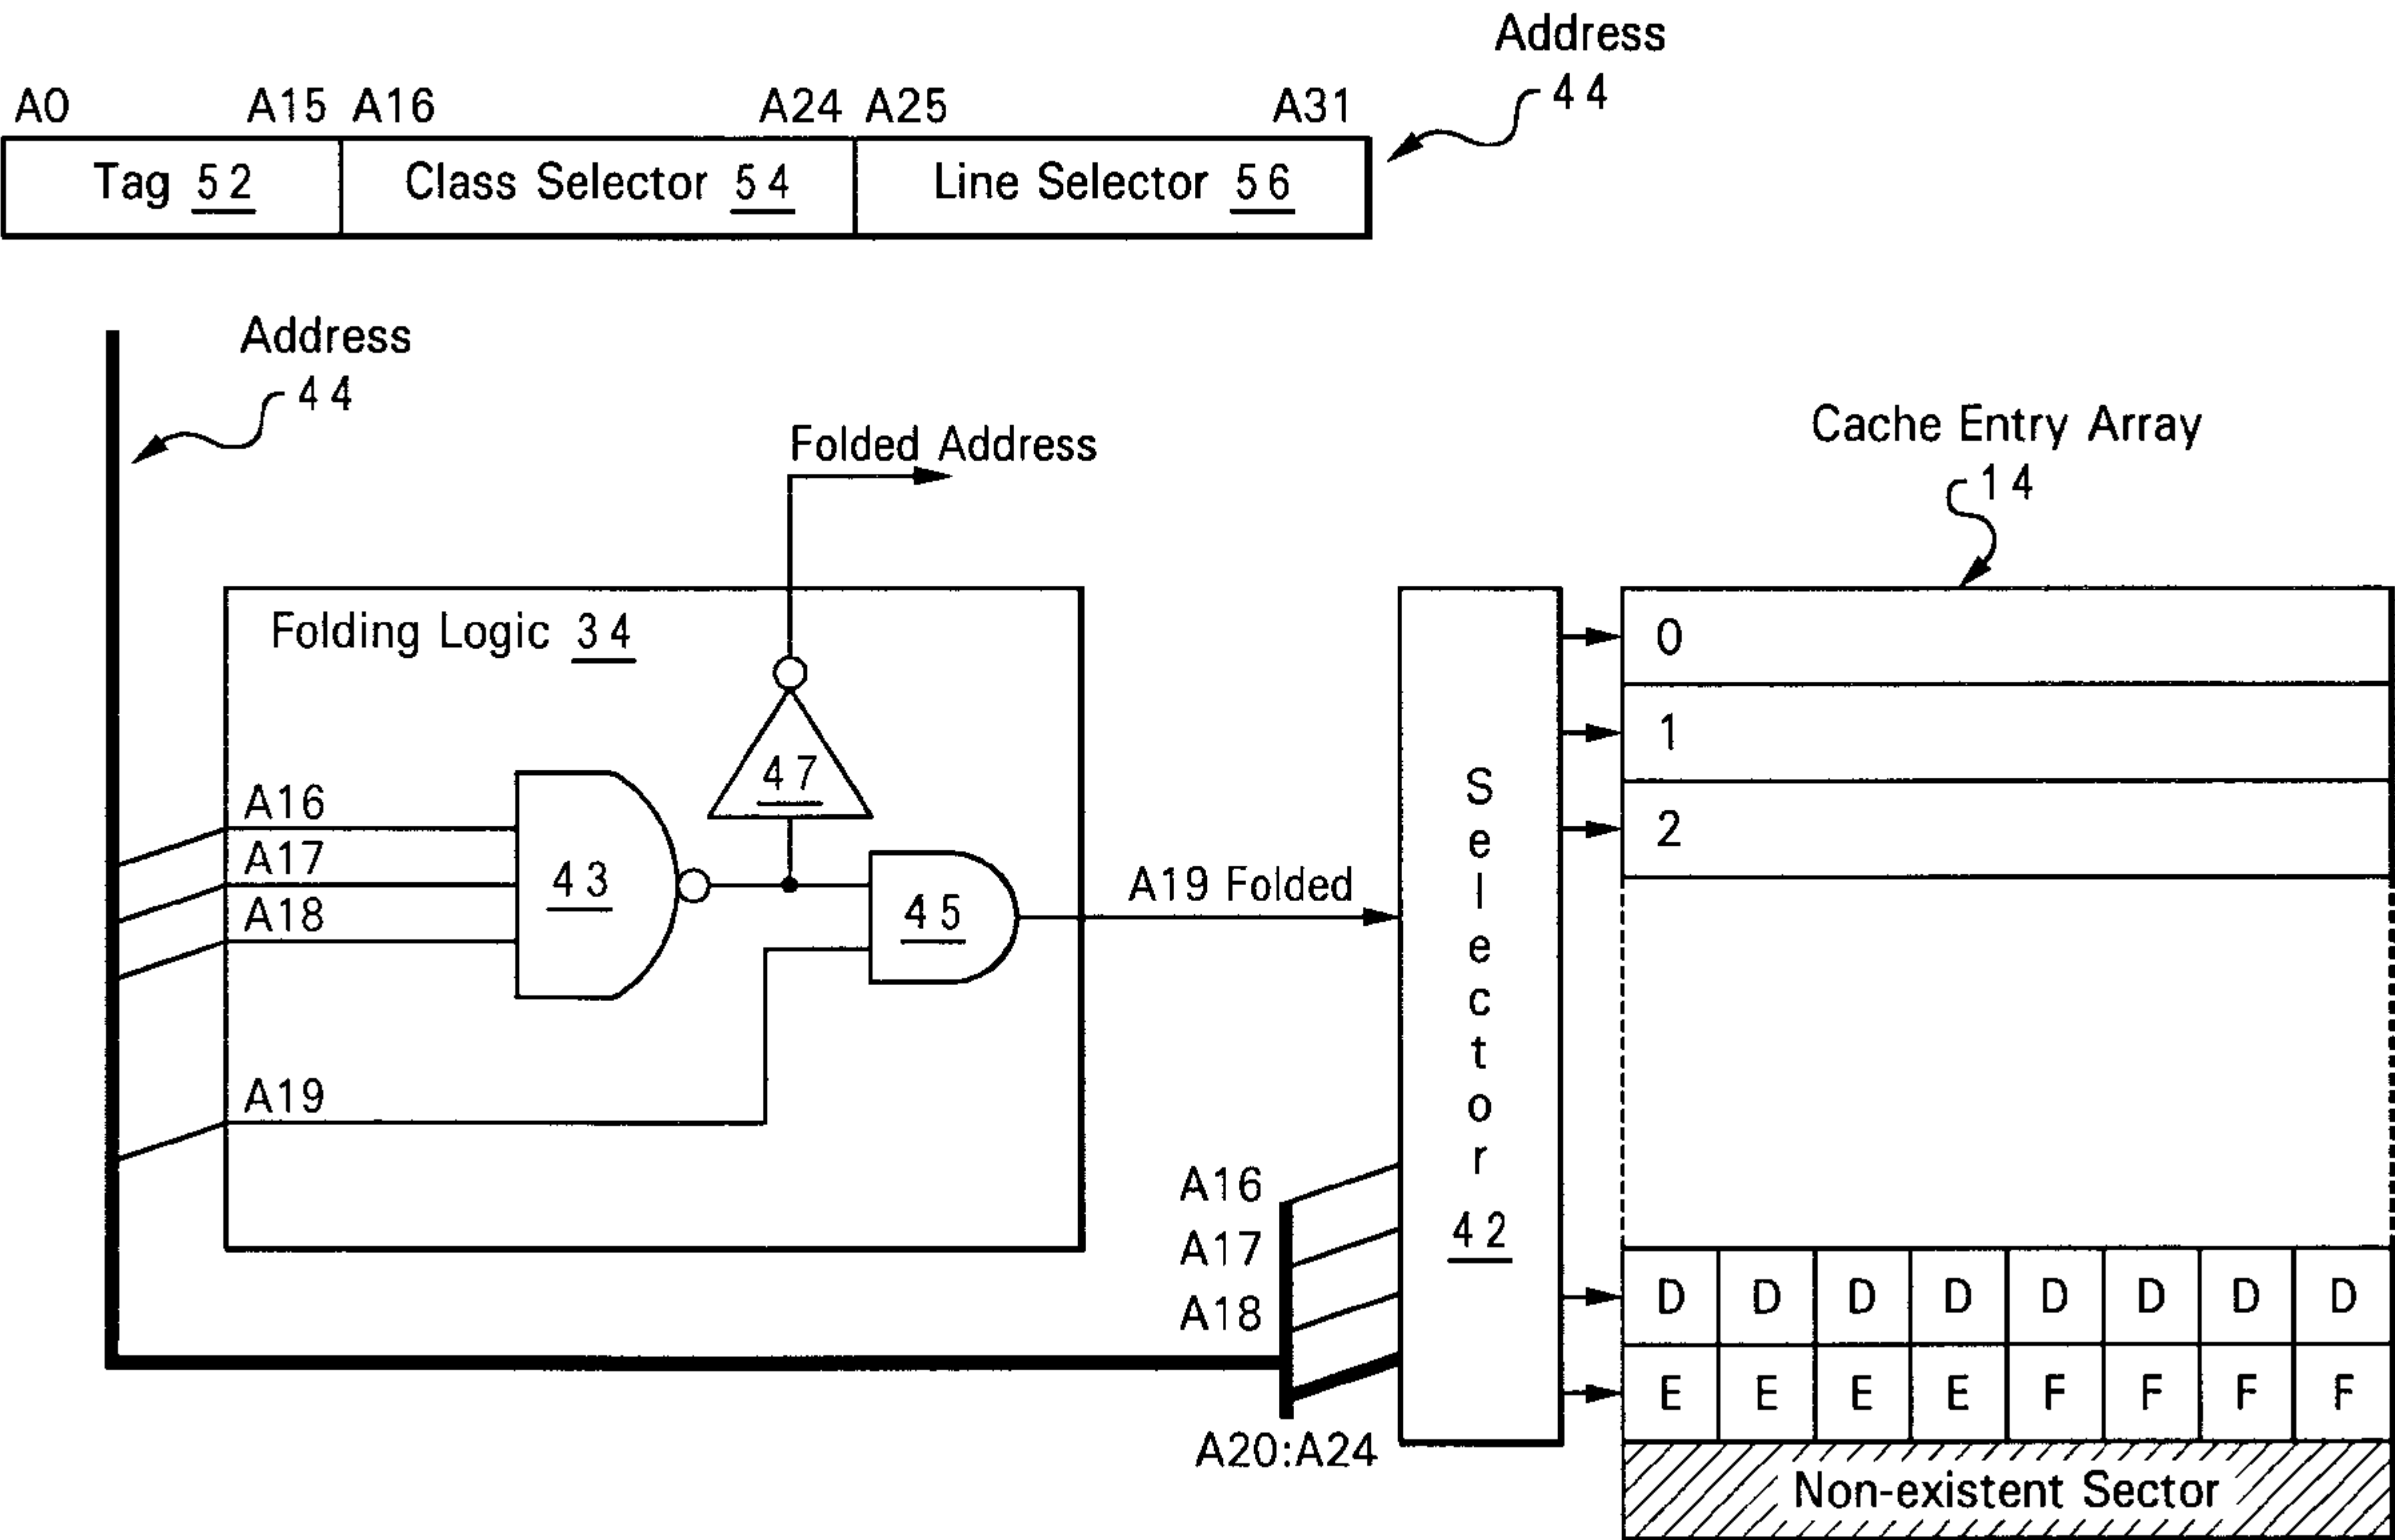 Address
44
A0 A15 A16 A24 A25 A31
Tag 52 Class Selector 54 Line Selector 56
Address
44
Folded Address
Cache Entry Array
14
Folding Logic 34
47
A16
A17
A18
43
45
A19
A19 Folded
Selector
42
A16
A17
A18
A20:A24
0
1
2
D D D D D D D D
E E E E F F F F
Non-existent Sector